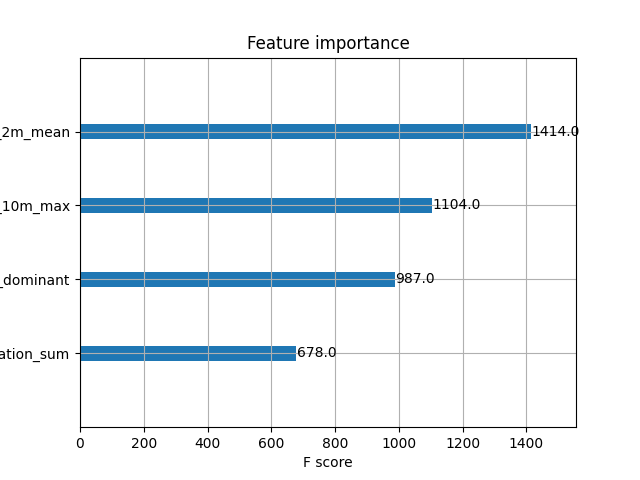 Feature importance
_2m_mean
1414.0
_10m_max
1104.0
_dominant
987.0
ation_sum
678.0
0 200 400 600 800 1000 1200 1400
F score